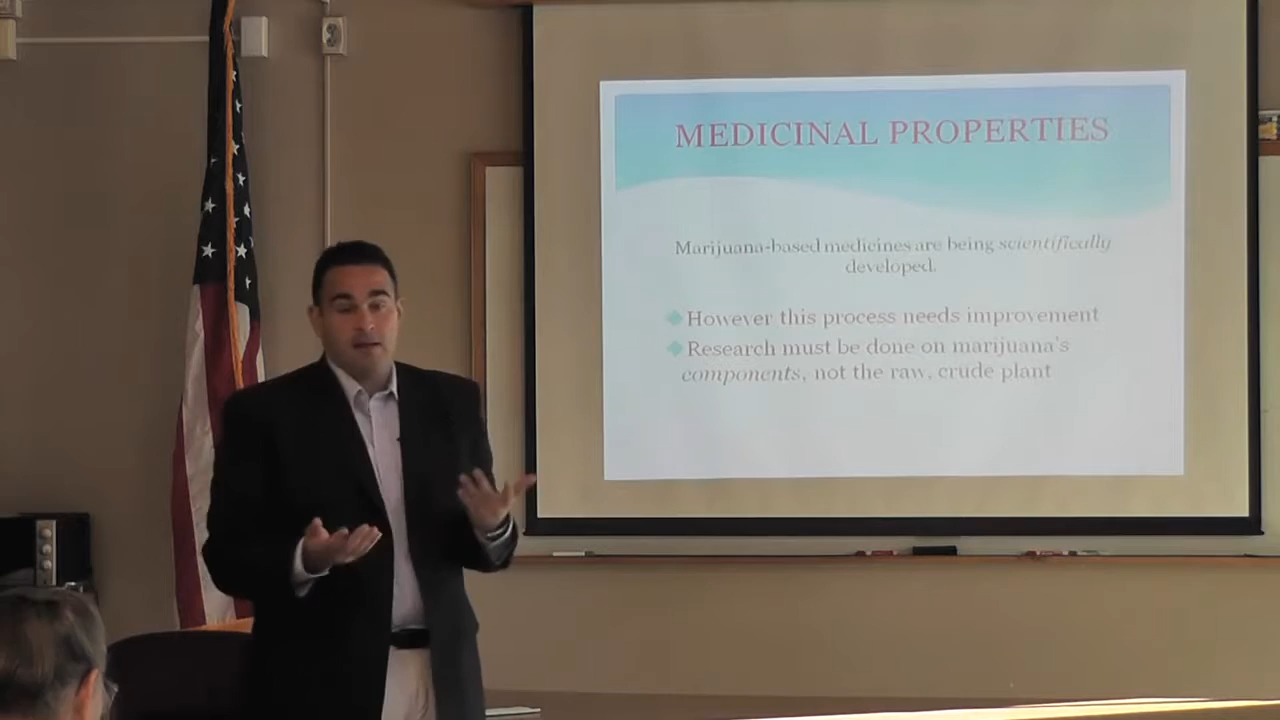 MEDICINAL PROPERTIES
Marijuana-based medicines are being scientifically
developed.
However this process needs improvement
Research must be done on marijuana's
components, not the raw, crude plant